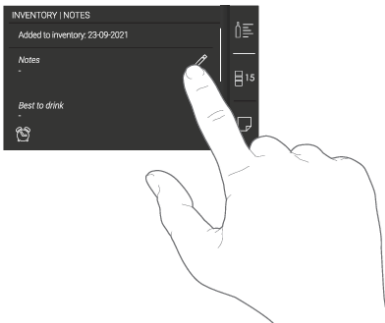 INVENTORY | NOTES
Added to inventory: 23-09-2021
Notes
-
15
Best to drink
-